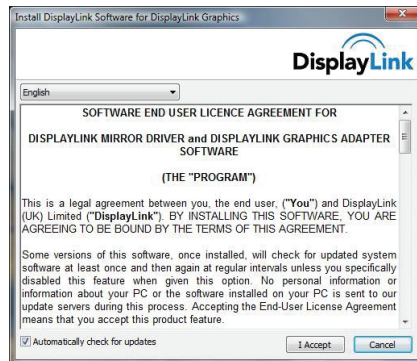 Install DisplayLink Software for DisplayLink Graphics
DisplayLink
English
SOFTWARE END USER LICENCE AGREEMENT FOR
DISPLAYLINK MIRROR DRIVER and DISPLAYLINK GRAPHICS ADAPTER
SOFTWARE
(THE "PROGRAM")
This is a legal agreement between you, the end user, ("You") and DisplayLink
(UK) Limited ("DisplayLink"). BY INSTALLING THIS SOFTWARE, YOU ARE
AGREEING TO BE BOUND BY THE TERMS OF THIS AGREEMENT.
Some versions of this software, once installed, will check for updated system
software at least once and then again at regular intervals unless you specifically
disabled this feature when given this option. No personal information or
information about your PC or the software installed on your PC is sent to our
update servers during this process. Accepting the End-User License Agreement
means that you accept this product feature.
Automatically check for updates
I Accept
Cancel